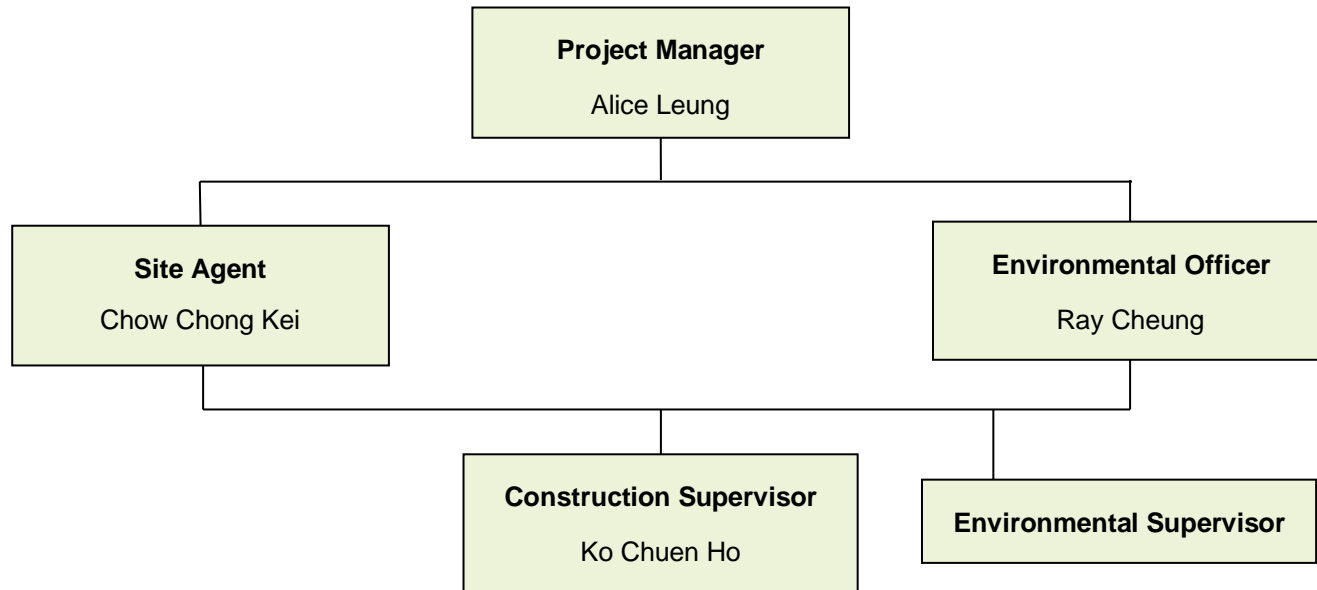 Project Manager
Alice Leung
Site Agent
Chow Chong Kei
Environmental Officer
Ray Cheung
Construction Supervisor
Ko Chuen Ho
Environmental Supervisor